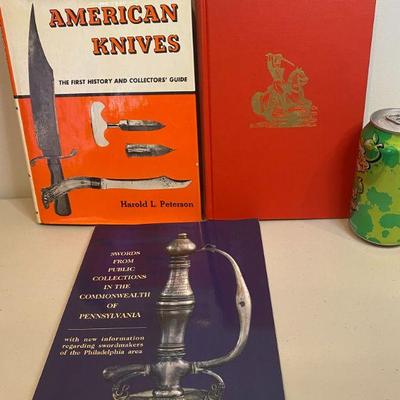 AMERICAN
KNIVES
THE FIRST HISTORY AND COLLECTORS' GUIDE
Harold L. Peterson
SWORDS
FROM
PUBLIC
COLLECTIONS
IN THE
COMMONWEALTH
OF
PENNSYLVANIA
with new information
regarding swordmakers
of the Philadelphia area